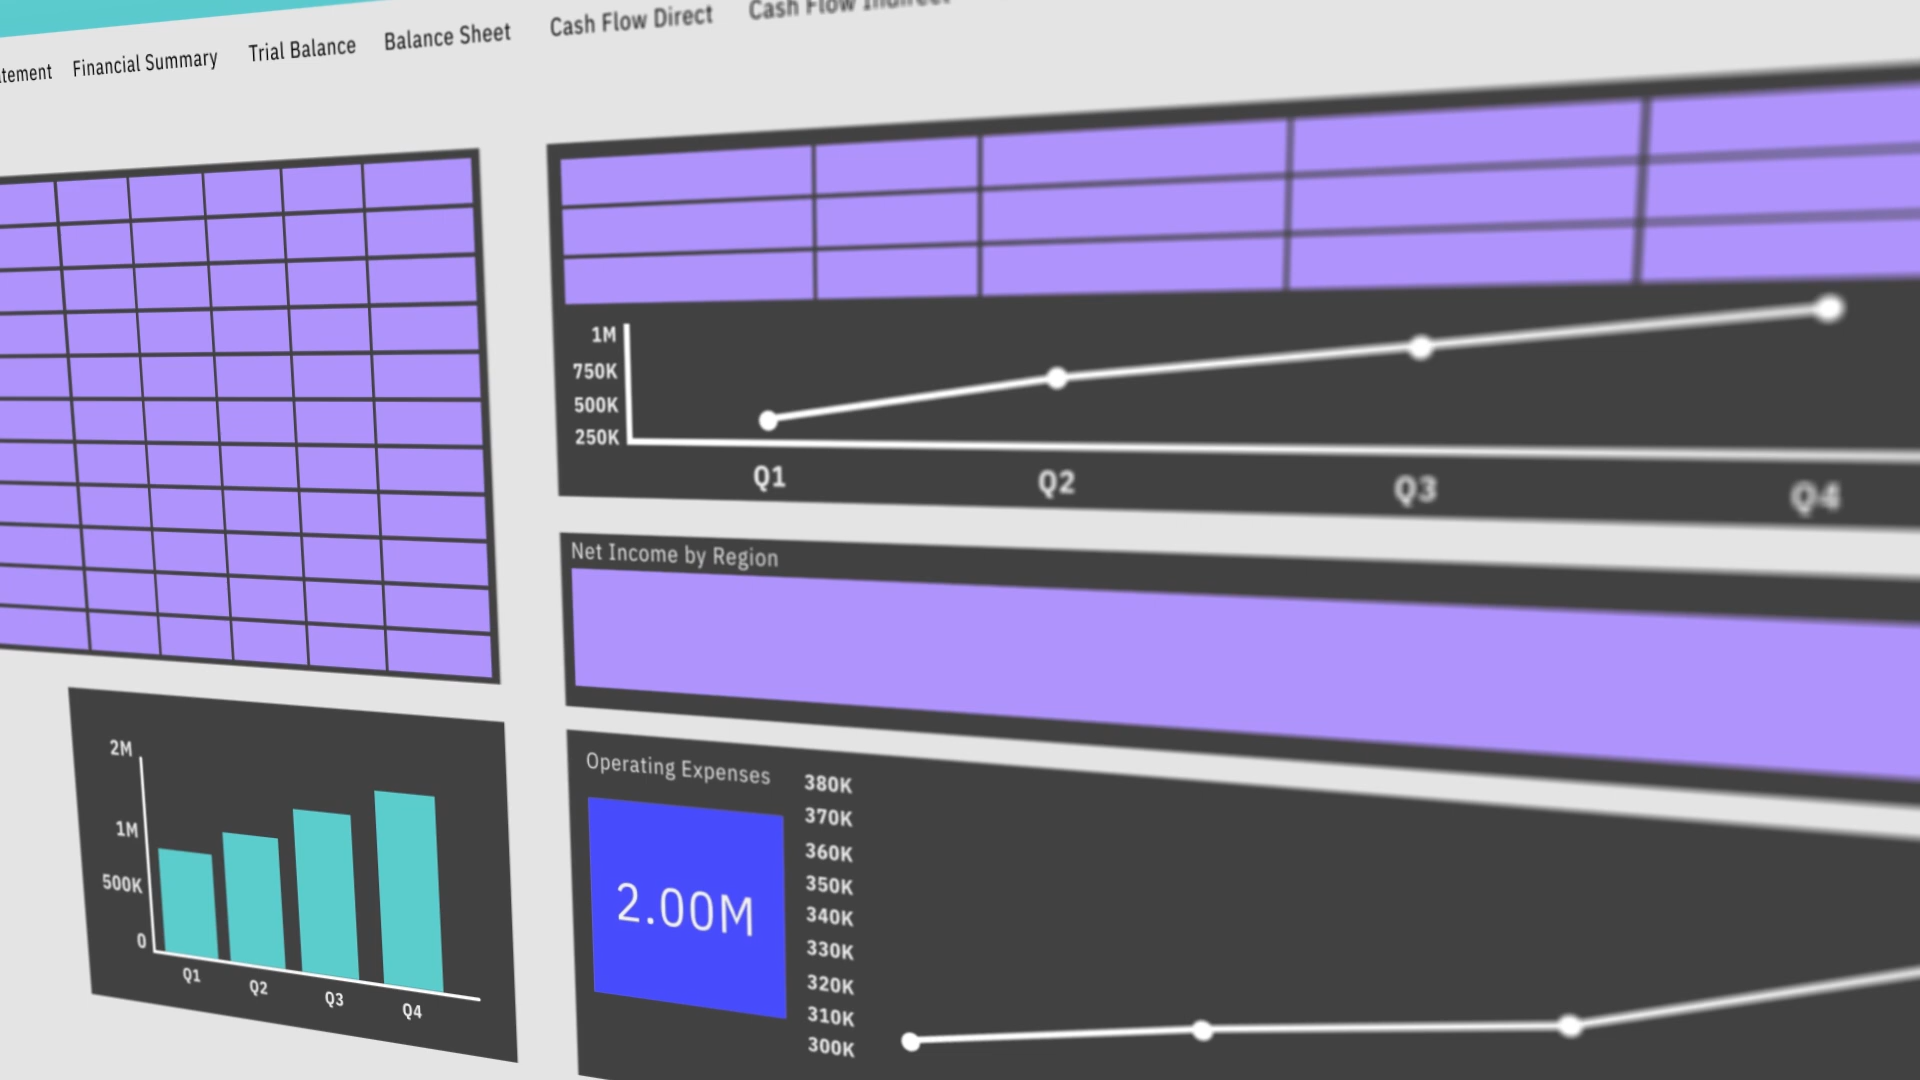 tement Financial Summary Trial Balance Balance Sheet Cash Flow Direct Cash Flow Indirect
1M
750K
500K
250K
Q1 Q2 Q3 Q4
Net Income by Region
2M
1M
500K
0
Q1 Q2 Q3 Q4
Operating Expenses
2.00M
380K
370K
360K
350K
340K
330K
320K
310K
300K